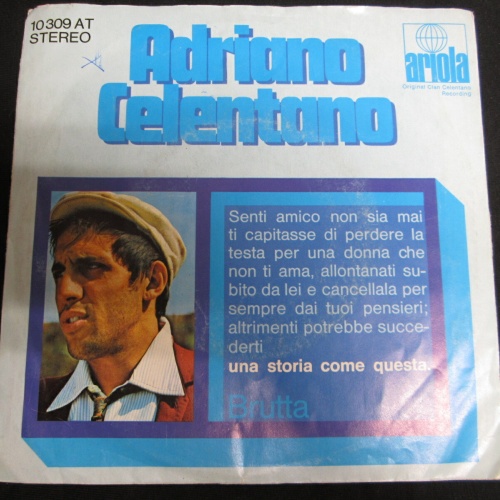 10 309 AT
STEREO
Adriano
Celentano
ariola
Original Clan Celentano
Recording
Senti amico non sia mai
ti capitasse di perdere la
testa per una donna che
non ti ama, allontanati su-
bito da lei e cancellala per
sempre dai tuoi pensieri;
altrimenti potrebbe succe-
derti
una storia come questa.
Brutta